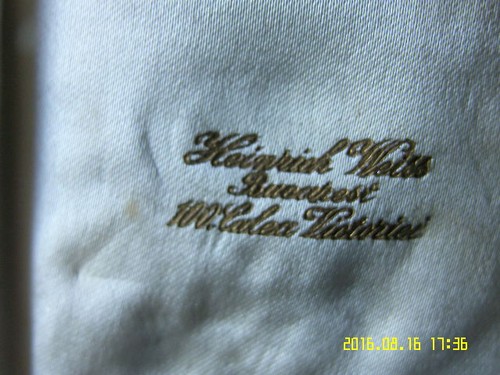 Heinrich Weiss
Bucarest
100. Calea Victoriei
2016.08.16 17:36